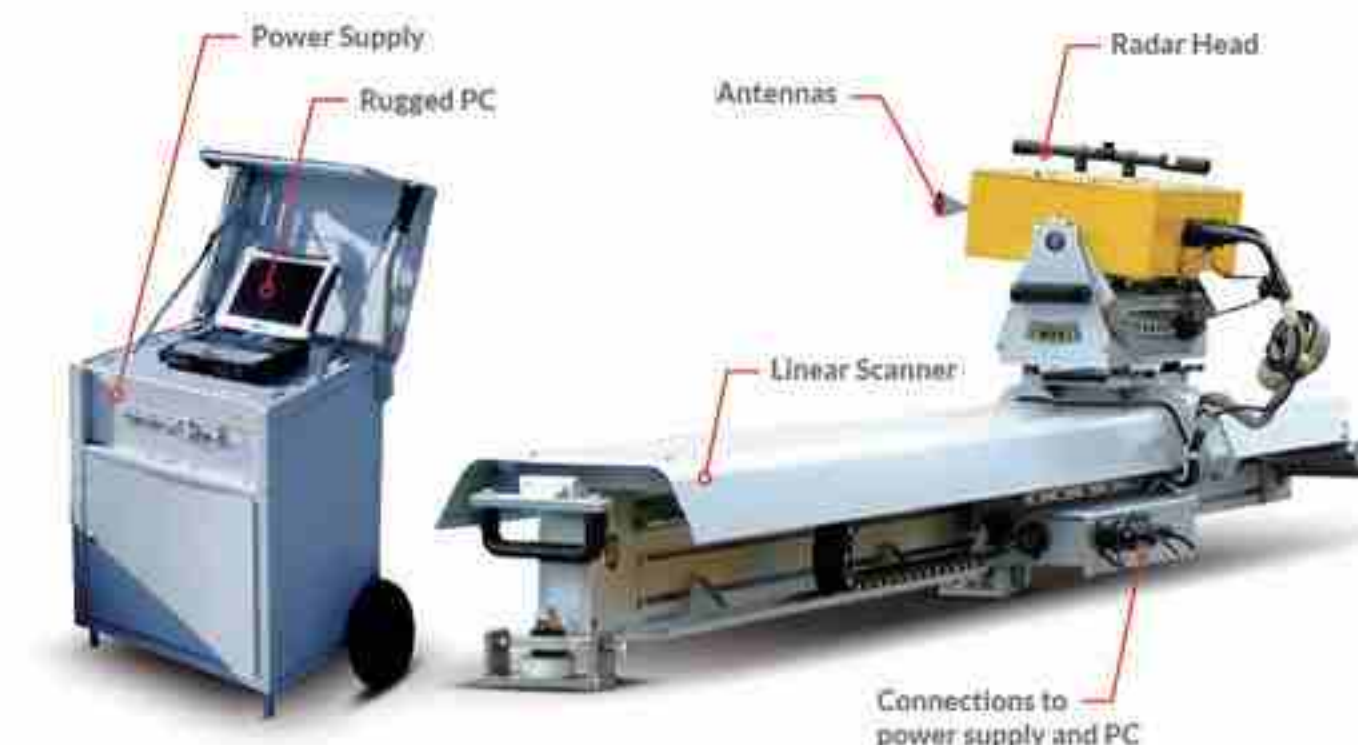 Power Supply
Rugged PC
Radar Head
Antennas
Linear Scanner
Connections to
power supply and PC